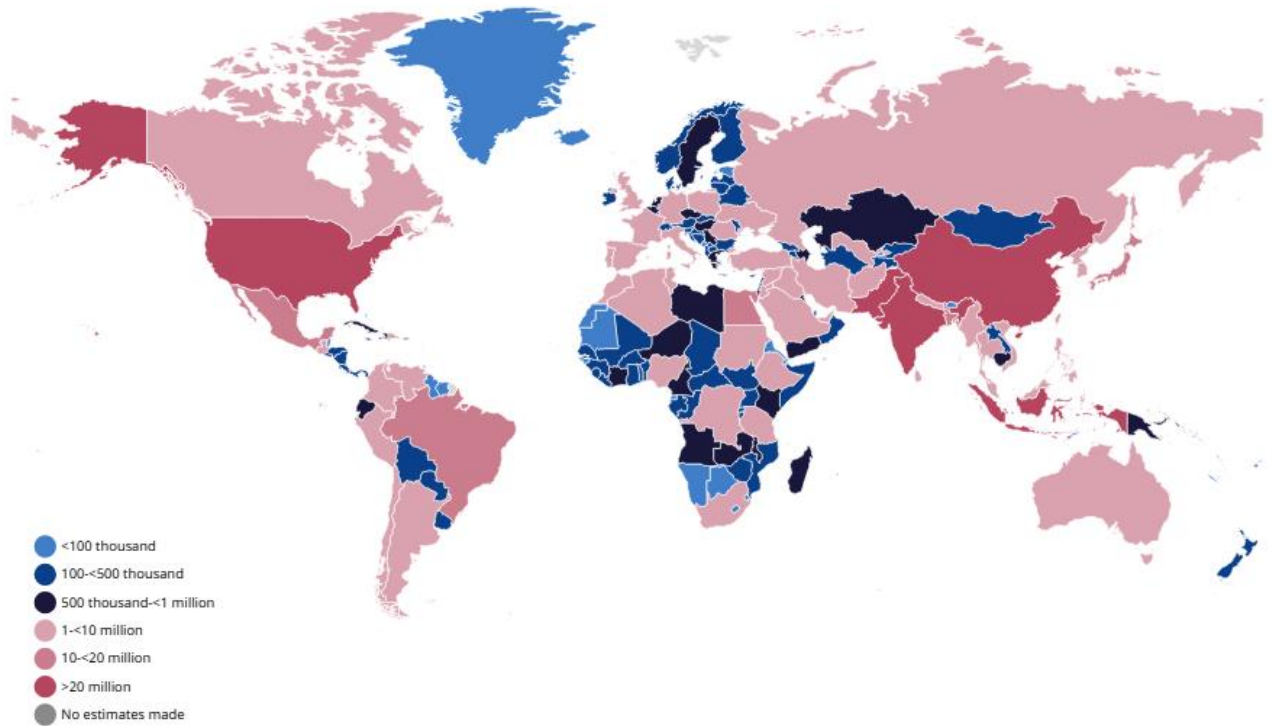 <100 thousand
100-<500 thousand
500 thousand-<1 million
1-<10 million
10-<20 million
>20 million
No estimates made